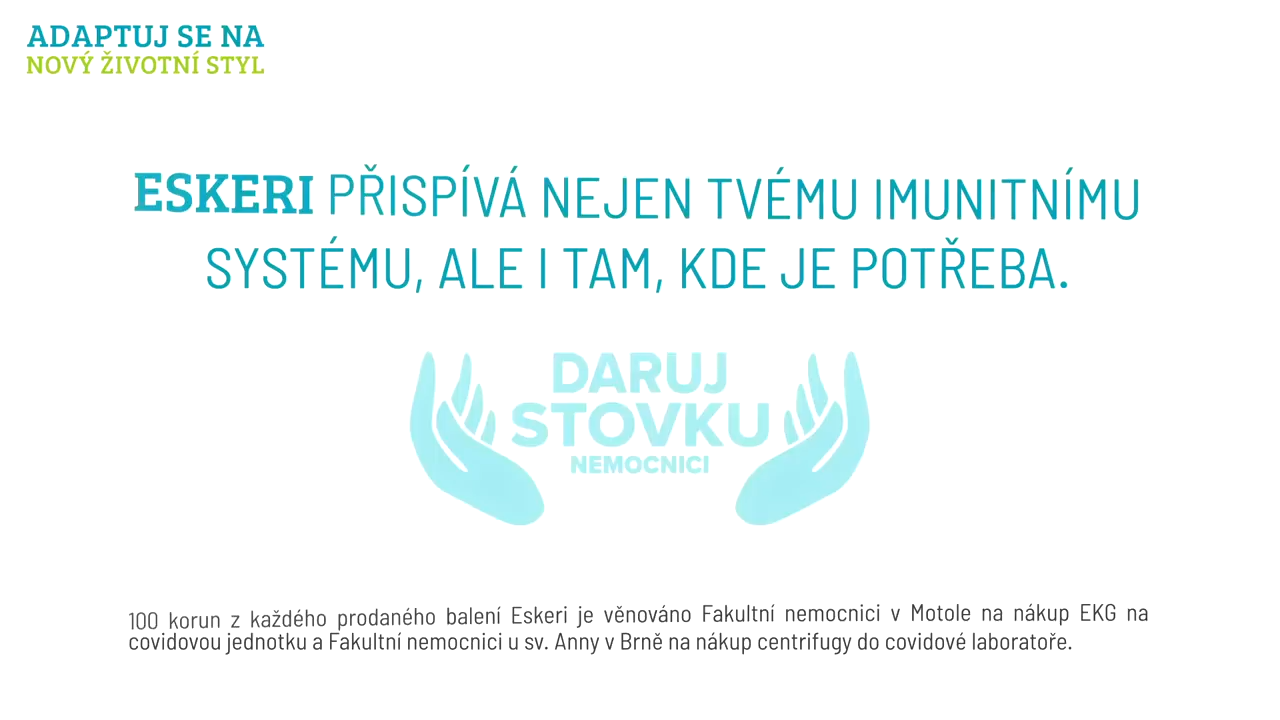 ADAPTUJ SE NA
NOVÝ ŽIVOTNÍ STYL
ESKERI PŘISPÍVÁ NEJEN TVÉMU IMUNITNÍMU
SYSTÉMU, ALE I TAM, KDE JE POTŘEBA.
DARUJ
STOVKU
NEMOCNICI
100 korun z každého prodaného balení Eskeri je věnováno Fakultní nemocnici v Motole na nákup EKG na
covidovou jednotku a Fakultní nemocnici u sv. Anny v Brně na nákup centrifugy do covidové laboratoře.